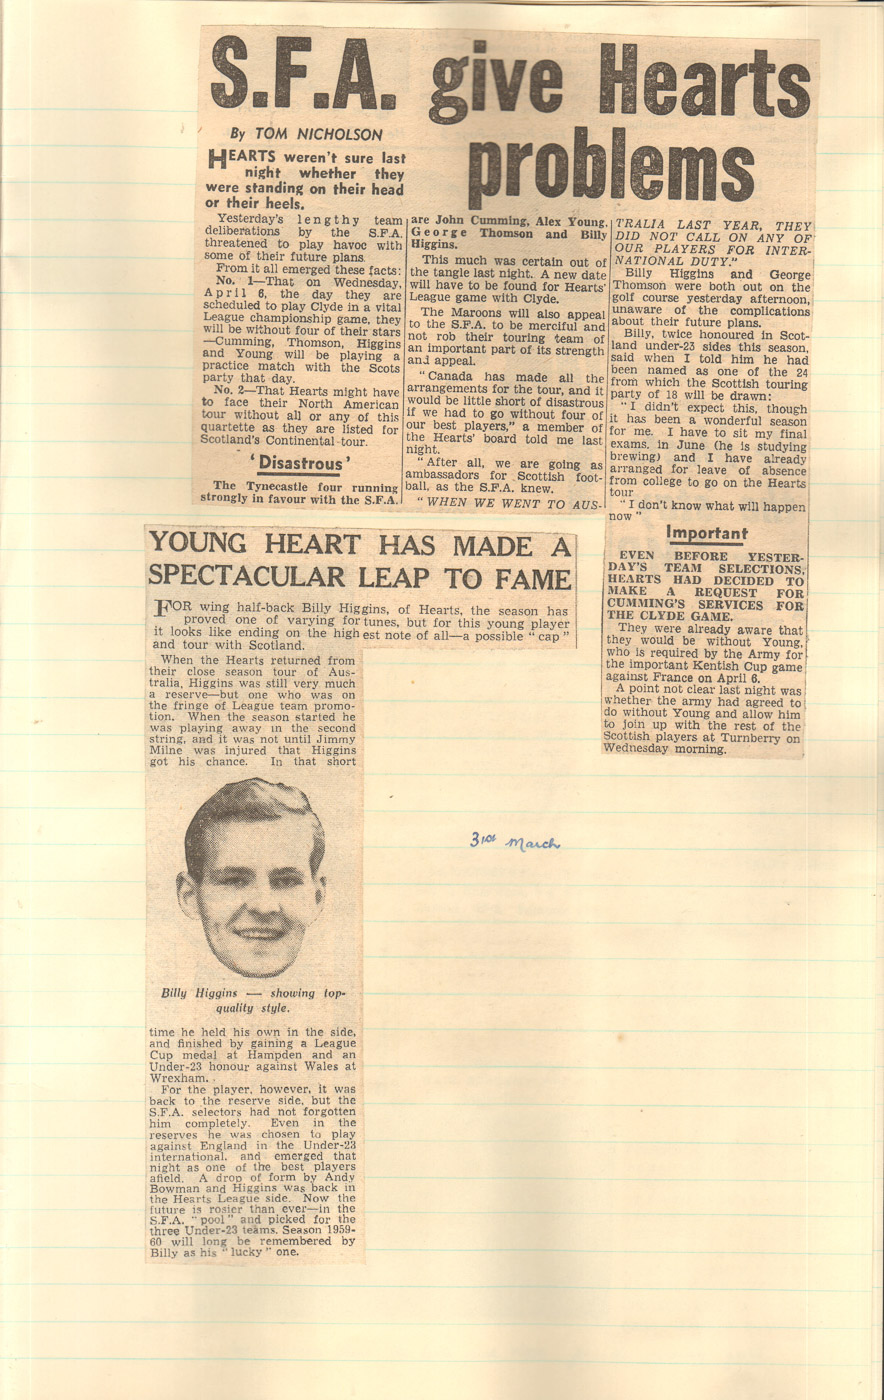 S.F.A. give Hearts
problems
By TOM NICHOLSON
HEARTS weren't sure last
night whether they
were standing on their head
or their heels.
Yesterday's lengthy team
deliberations by the S.F.A.
threatened to play havoc with
some of their future plans.
From it all emerged these facts:
No. 1—That on Wednesday,
April 6, the day they are
scheduled to play Clyde in a vital
League championship game, they
will be without four of their stars
—Cumming, Thomson, Higgins
and Young will be playing a
practice match with the Scots
party that day.
No. 2—That Hearts might have
to face their North American
tour without all or any of this
quartette as they are listed for
Scotland's Continental tour.
'Disastrous'
The Tynecastle four running
strongly in favour with the S.F.A.
are John Cumming, Alex Young,
George Thomson and Billy
Higgins.
This much was certain out of
the tangle last night. A new date
will have to be found for Hearts'
League game with Clyde.
The Maroons will also appeal
to the S.F.A. to be merciful and
not rob their touring team of
an important part of its strength
and appeal.
"Canada has made all the
arrangements for the tour, and it
would be little short of disastrous
if we had to go without four of
our best players," a member of
the Hearts' board told me last
night.
"After all, we are going as
ambassadors for Scottish foot-
ball, as the S.F.A. knew.
"WHEN WE WENT TO AUS-
TRALIA LAST YEAR, THEY
DID NOT CALL ON ANY OF
OUR PLAYERS FOR INTER-
NATIONAL DUTY."
Billy Higgins and George
Thomson were both out on the
golf course yesterday afternoon,
unaware of the complications
about their future plans.
Billy, twice honoured in Scot-
land under-23 sides this season,
said when I told him he had
been named as one of the 24
from which the Scottish touring
party of 18 will be drawn:
"I didn't expect this, though
it has been a wonderful season
for me. I have to sit my final
exams. in June (he is studying
brewing) and I have already
arranged for leave of absence
from college to go on the Hearts
tour
"I don't know what will happen
now"
Important
EVEN BEFORE YESTER-
DAY'S TEAM SELECTIONS,
HEARTS HAD DECIDED TO
MAKE A REQUEST FOR
CUMMING'S SERVICES FOR
THE CLYDE GAME.
They were already aware that
they would be without Young,
who is required by the Army for
the important Kentish Cup game
against France on April 6.
A point not clear last night was
whether the army had agreed to
do without Young and allow him
to join up with the rest of the
Scottish players at Turnberry on
Wednesday morning.
YOUNG HEART HAS MADE A
SPECTACULAR LEAP TO FAME
FOR wing half-back Billy Higgins, of Hearts, the season has
proved one of varying fortunes, but for this young player
it looks like ending on the highest note of all—a possible "cap"
and tour with Scotland.
When the Hearts returned from
their close season tour of Aus-
tralia, Higgins was still very much
a reserve—but one who was on
the fringe of League team promo-
tion. When the season started he
was playing away in the second
string, and it was not until Jimmy
Milne was injured that Higgins
got his chance. In that short
Billy Higgins — showing top-
quality style.
time he held his own in the side,
and finished by gaining a League
Cup medal at Hampden and an
Under-23 honour against Wales at
Wrexham.
For the player, however, it was
back to the reserve side, but the
S.F.A. selectors had not forgotten
him completely. Even in the
reserves he was chosen to play
against England in the Under-23
international, and emerged that
night as one of the best players
afield. A drop of form by Andy
Bowman and Higgins was back in
the Hearts League side. Now the
future is rosier than ever—in the
S.F.A. "pool" and picked for the
three Under-23 teams. Season 1959-
60 will long be remembered by
Billy as his "lucky" one.
31st March